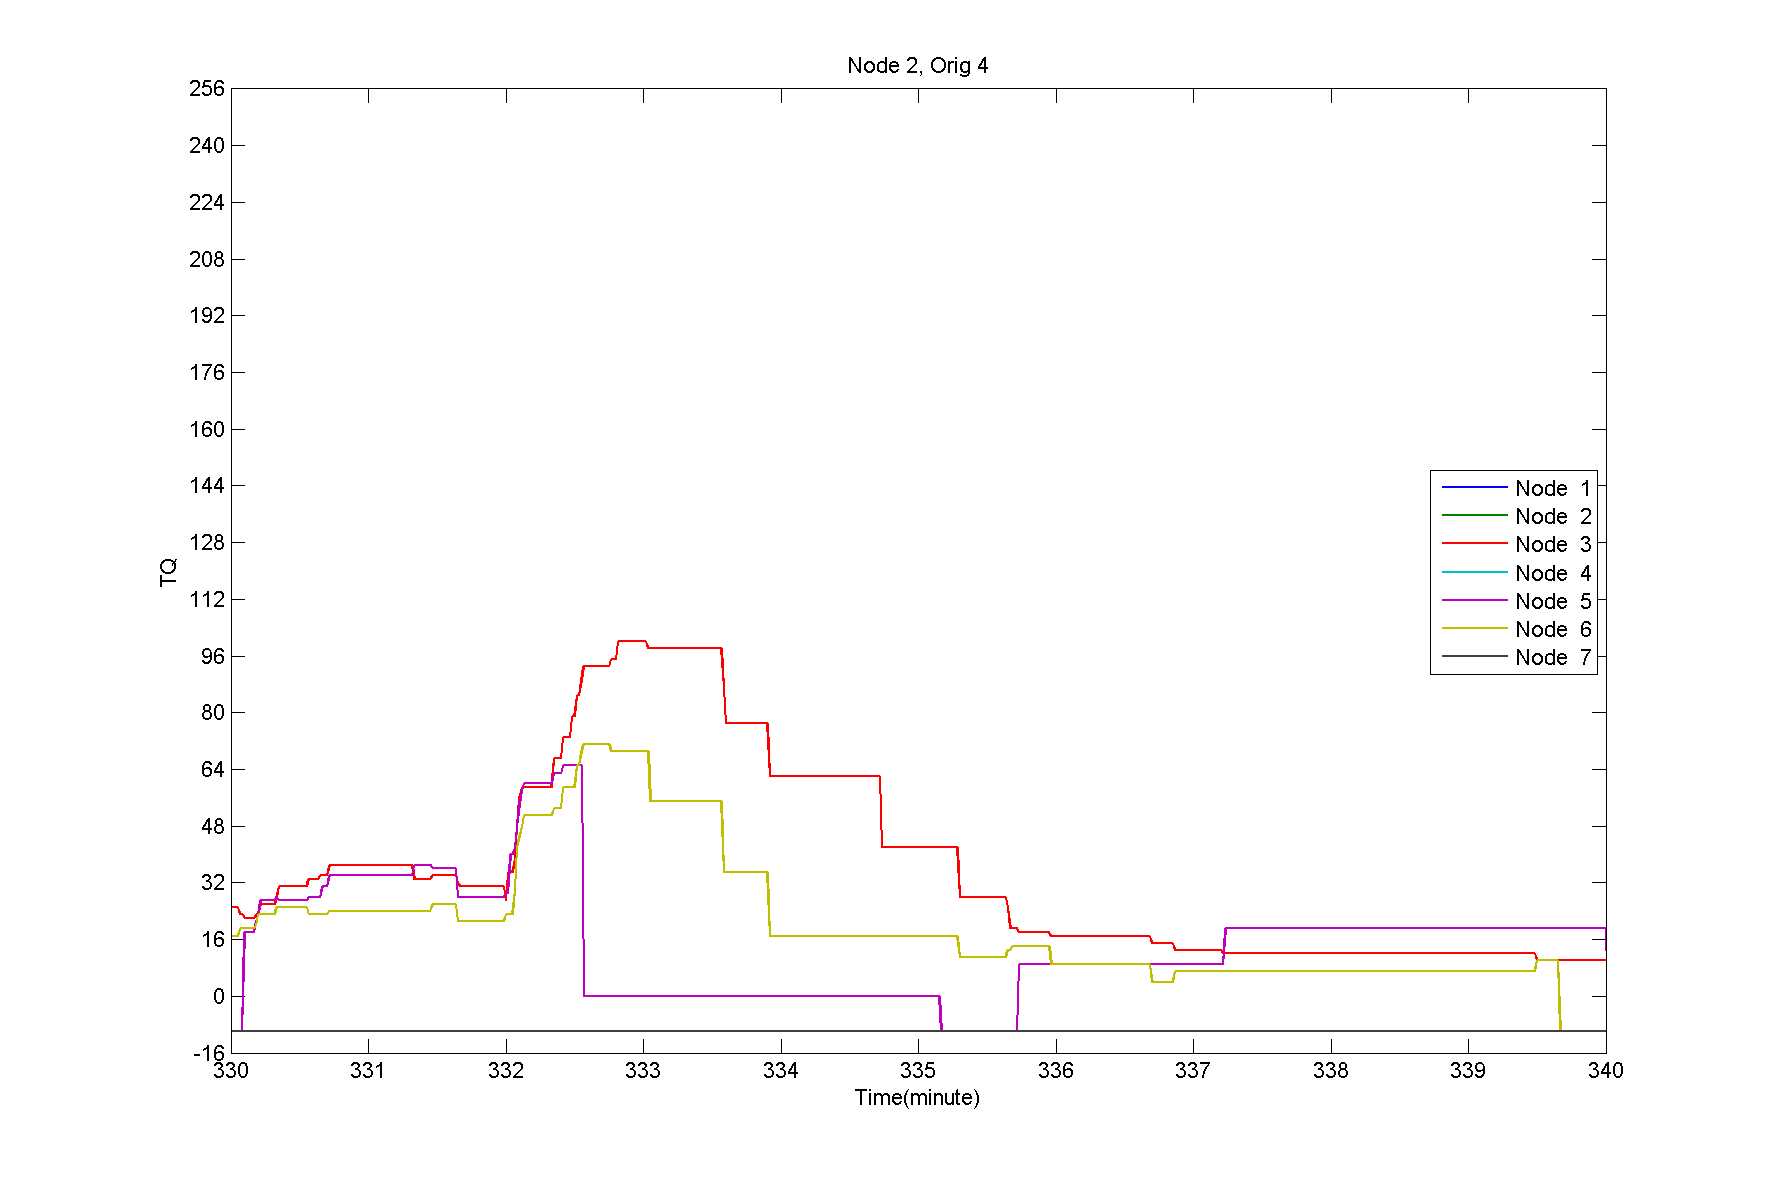 Node 2, Orig 4
256
240
224
208
192
176
160
144
128
112
96
80
64
48
32
16
0
-16
TQ
Node 1
Node 2
Node 3
Node 4
Node 5
Node 6
Node 7
330 331 332 333 334 335 336 337 338 339 340
Time(minute)